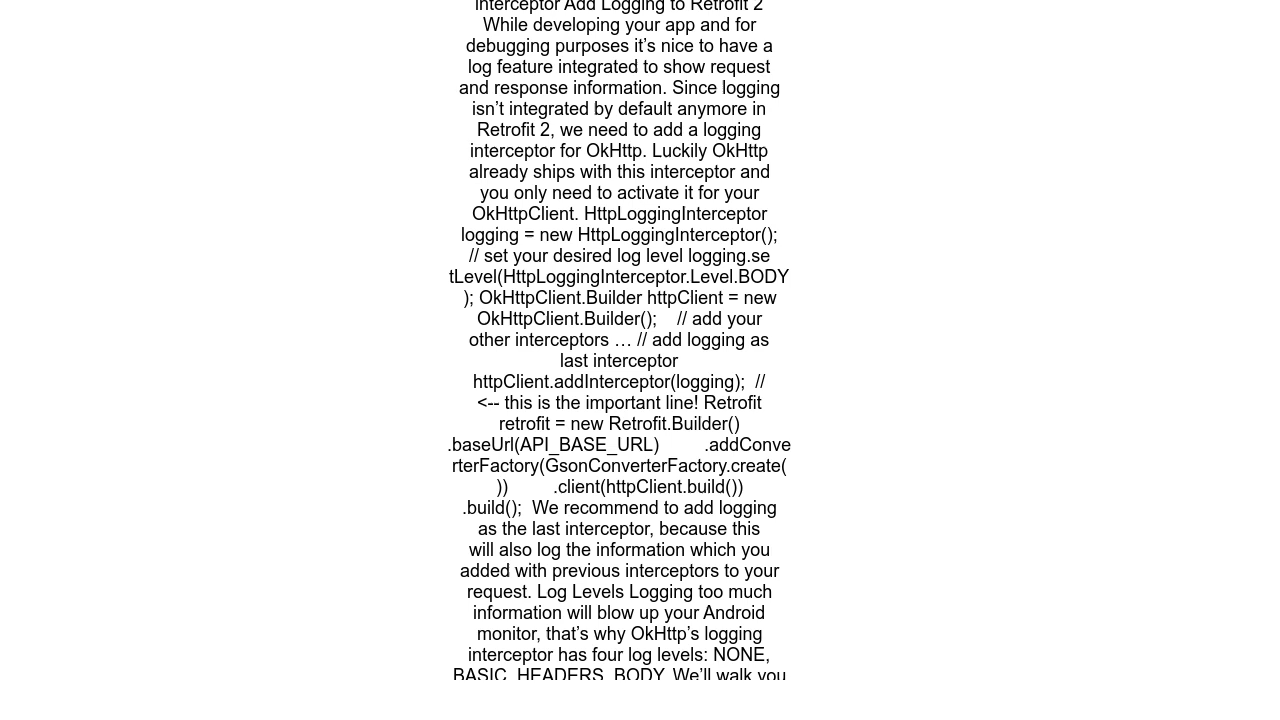 interceptor Add Logging to Retrofit 2
While developing your app and for
debugging purposes it’s nice to have a
log feature integrated to show request
and response information. Since logging
isn’t integrated by default anymore in
Retrofit 2, we need to add a logging
interceptor for OkHttp. Luckily OkHttp
already ships with this interceptor and
you only need to activate it for your
OkHttpClient. HttpLoggingInterceptor
logging = new HttpLoggingInterceptor();
// set your desired log level logging.se
tLevel(HttpLoggingInterceptor.Level.BODY
); OkHttpClient.Builder httpClient = new
OkHttpClient.Builder();    // add your
other interceptors … // add logging as
last interceptor
httpClient.addInterceptor(logging);  //
<-- this is the important line! Retrofit
retrofit = new Retrofit.Builder()
.baseUrl(API_BASE_URL)         .addConve
rterFactory(GsonConverterFactory.create(
))         .client(httpClient.build())
.build();  We recommend to add logging
as the last interceptor, because this
will also log the information which you
added with previous interceptors to your
request. Log Levels Logging too much
information will blow up your Android
monitor, that’s why OkHttp’s logging
interceptor has four log levels: NONE,
BASIC, HEADERS, BODY. We’ll walk you